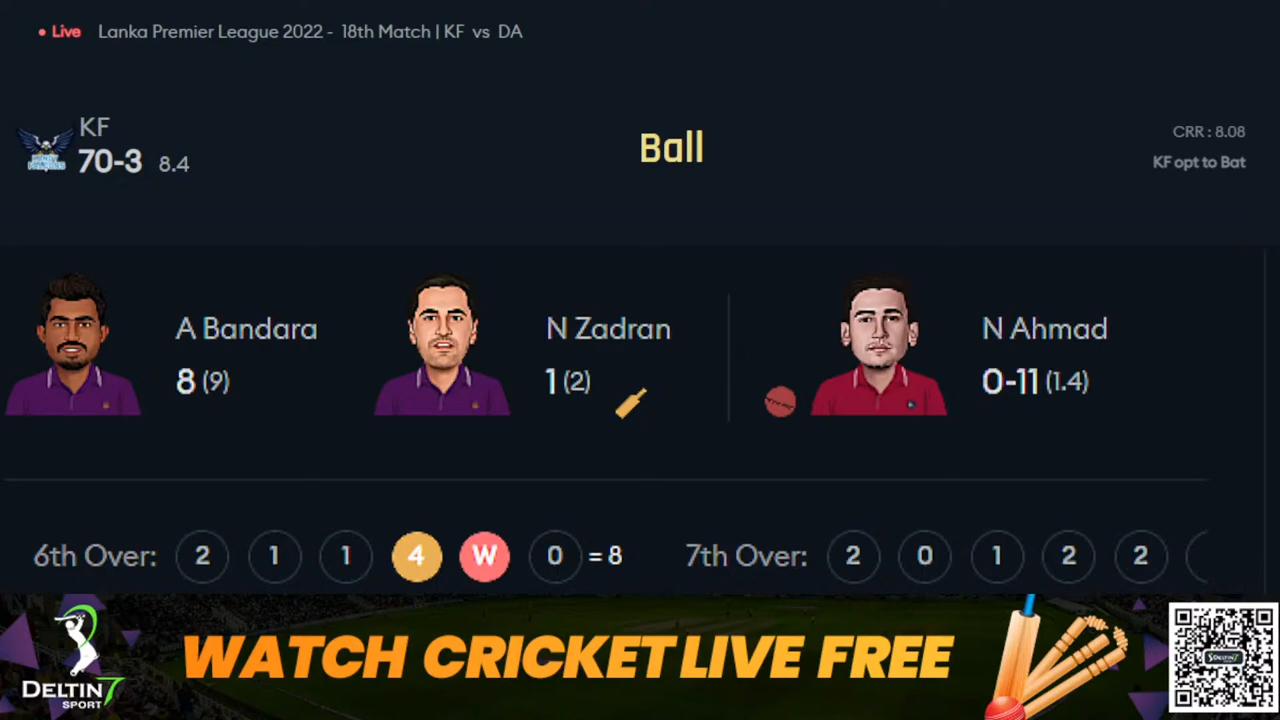 • Live Lanka Premier League 2022 - 18th Match | KF vs DA
KF
70-3 8.4
Ball
CRR : 8.08
KF opt to Bat
A Bandara
8 (9)
N Zadran
1 (2)
N Ahmad
0-11 (1.4)
6th Over: 2 1 1 4 W 0 = 8
7th Over: 2 0 1 2 2
WATCH CRICKET LIVE FREE
DELTIN7
SPORT